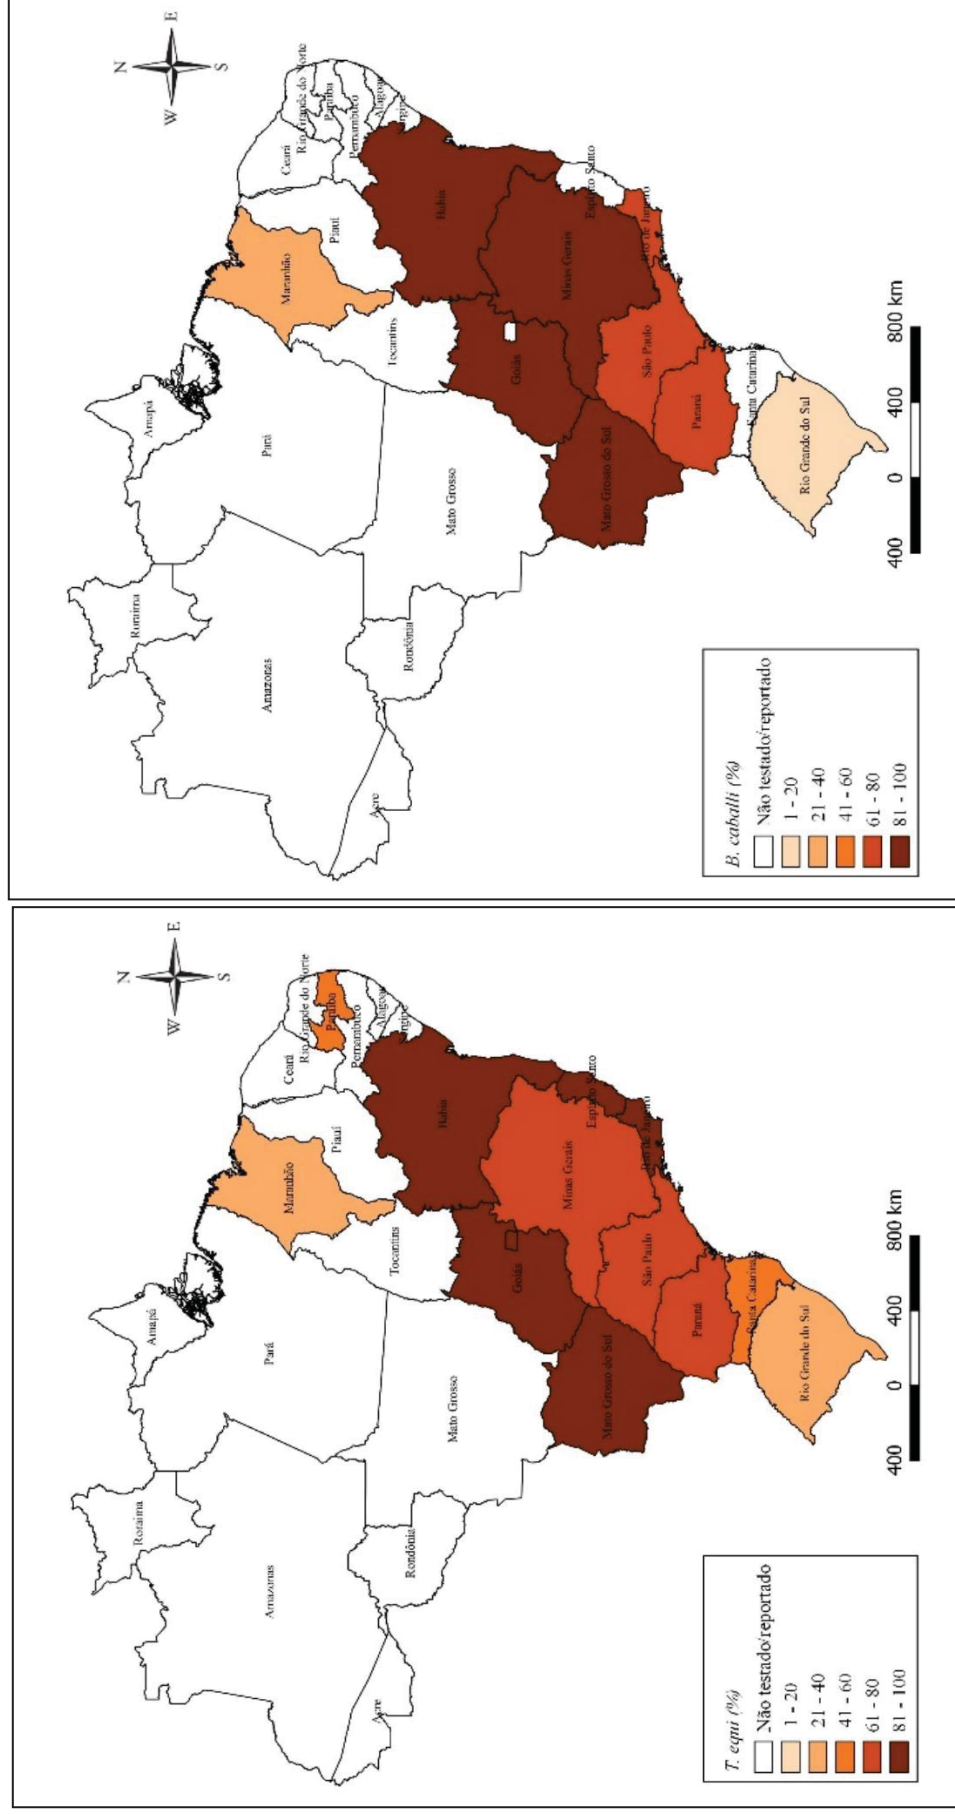 N
W
E
S
Roraima
Amapá
Amazonas
Pará
Maranhão
Ceará
Rio Grande do Norte
Paraíba
Pernambuco
Alagoas
Piauí
Acre
Rondônia
Tocantins
Mato Grosso
Bahia
Goiás
Minas Gerais
Espírito Santo
Mato Grosso do Sul
São Paulo
Rio de Janeiro
Paraná
Santa Catarina
Rio Grande do Sul
T. equi (%)
Não testado/reportado
1 - 20
21 - 40
41 - 60
61 - 80
81 - 100
400 0 400 800 km
N
W
E
S
Roraima
Amapá
Amazonas
Pará
Maranhão
Ceará
Rio Grande do Norte
Paraíba
Pernambuco
Alagoas
Piauí
Acre
Rondônia
Tocantins
Mato Grosso
Bahia
Goiás
Minas Gerais
Espírito Santo
Mato Grosso do Sul
São Paulo
Rio de Janeiro
Paraná
Santa Catarina
Rio Grande do Sul
B. caballi (%)
Não testado/reportado
1 - 20
21 - 40
41 - 60
61 - 80
81 - 100
400 0 400 800 km